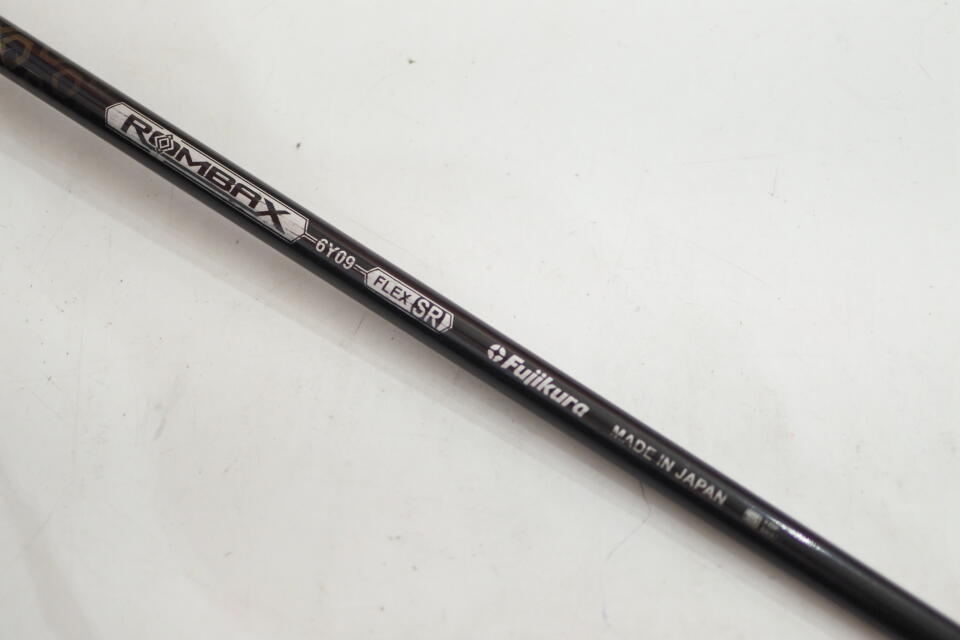 ROMBAX 6Y09 FLEX SR Fujikura MADE IN JAPAN